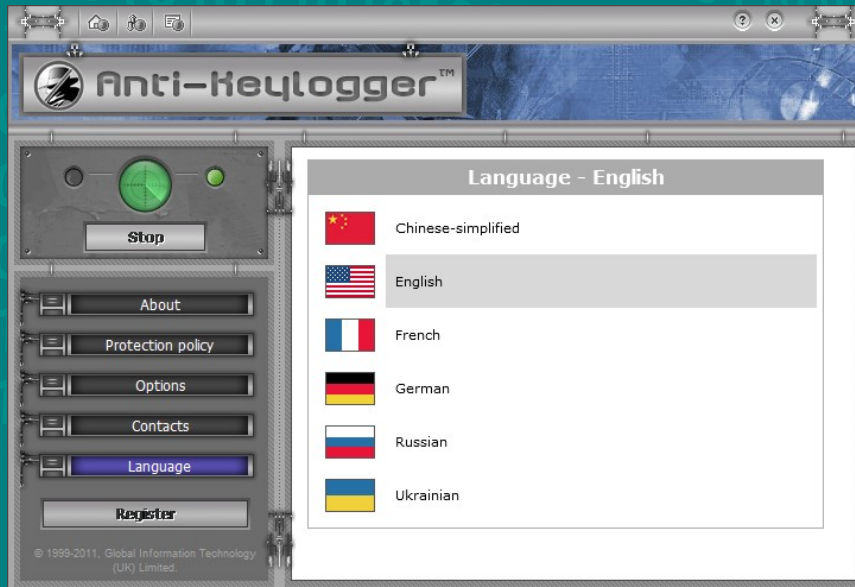 Anti-Keylogger™
Stop
About
Protection policy
Options
Contacts
Language
Register
© 1999-2011, Global Information Technology
(UK) Limited.
Language - English
Chinese-simplified
English
French
German
Russian
Ukrainian